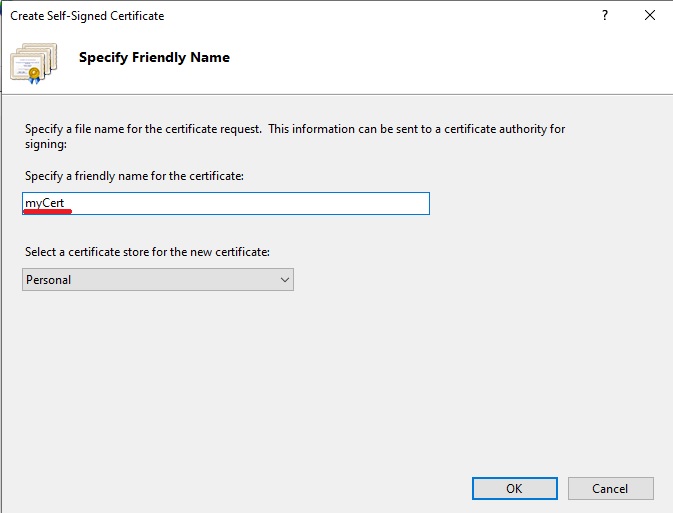 Create Self-Signed Certificate
?
Specify Friendly Name
Specify a file name for the certificate request.  This information can be sent to a certificate authority for
signing:
Specify a friendly name for the certificate:
myCert
Select a certificate store for the new certificate:
Personal
OK
Cancel